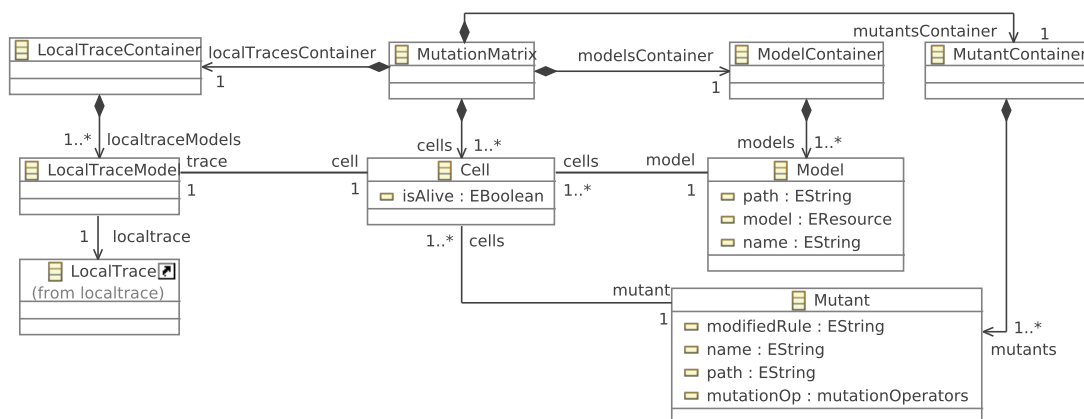 mutantsContainer 1
LocalTraceContainer
localTracesContainer
1
MutationMatrix
modelsContainer
1
ModelContainer
MutantContainer
1..* localtraceModels
cells 1..*
models 1..*
LocalTraceModel
trace
1
cell
1
Cell
isAlive : EBoolean
cells
1..*
model
1
Model
path : EString
model : EResource
name : EString
1 localtrace
1..* cells
LocalTrace
(from localtrace)
mutant
1
Mutant
modifiedRule : EString
name : EString
path : EString
mutationOp : mutationOperators
1..*
mutants